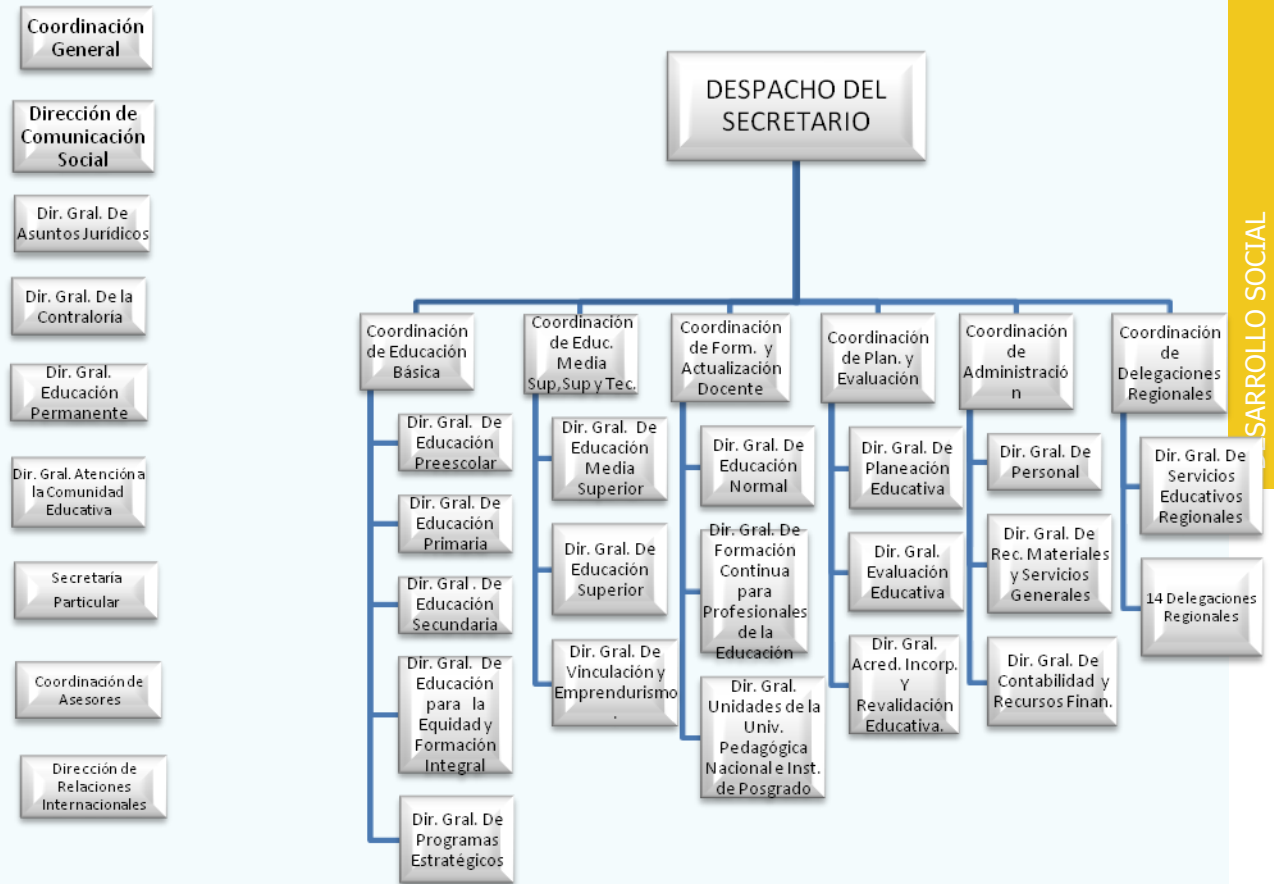 Coordinación
General
Dirección de
Comunicación
Social
Dir. Gral. De
Asuntos Jurídicos
Dir. Gral. De la
Contraloría
Dir. Gral.
Educación
Permanente
Dir. Gral. Atención a
la Comunidad
Educativa
Secretaría
Particular
Coordinación de
Asesores
Dirección de
Relaciones
Internacionales
DESPACHO DEL
SECRETARIO
Coordinación
de Educación
Básica
Dir. Gral. De
Educación
Preescolar
Dir. Gral. De
Educación
Primaria
Dir. Gral. De
Educación
Secundaria
Dir. Gral. De
Educación
para la
Equidad y
Formación
Integral
Dir. Gral. De
Programas
Estratégicos
Coordinación
de Educ.
Media
Sup, Sup y Tec.
Dir. Gral. De
Educación
Media
Superior
Dir. Gral. De
Educación
Superior
Dir. Gral. De
Vinculación y
Emprendurismo
.
Coordinación
de Form. y
Actualización
Docente
Dir. Gral. De
Educación
Normal
Dir. Gral. De
Formación
Continua
para
Profesionales
de la
Educación
Dir. Gral.
Unidades de la
Univ.
Pedagógica
Nacional e Inst.
de Posgrado
Coordinación
de Plan. y
Evaluación
Dir. Gral. De
Planeación
Educativa
Dir. Gral.
Evaluación
Educativa
Dir. Gral.
Acred. Incorp.
Y
Revalidación
Educativa.
Coordinación
de
Administració
n
Dir. Gral. De
Personal
Dir. Gral. De
Rec. Materiales
y Servicios
Generales
Dir. Gral. De
Contabilidad y
Recursos Finan.
Coordinación
de
Delegaciones
Regionales
Dir. Gral. De
Servicios
Educativos
Regionales
14 Delegaciones
Regionales
SARROLLO SOCIAL